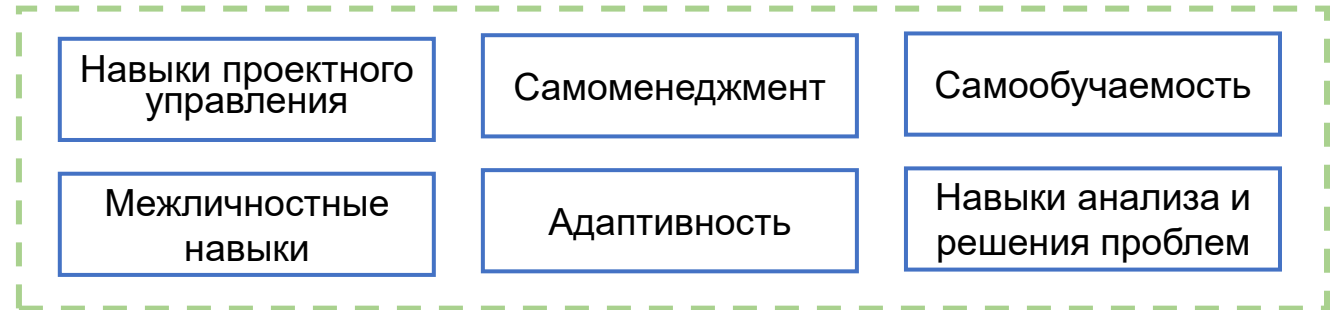 Навыки проектного
управления
Самоменеджмент
Самообучаемость
Межличностные
навыки
Адаптивность
Навыки анализа и
решения проблем